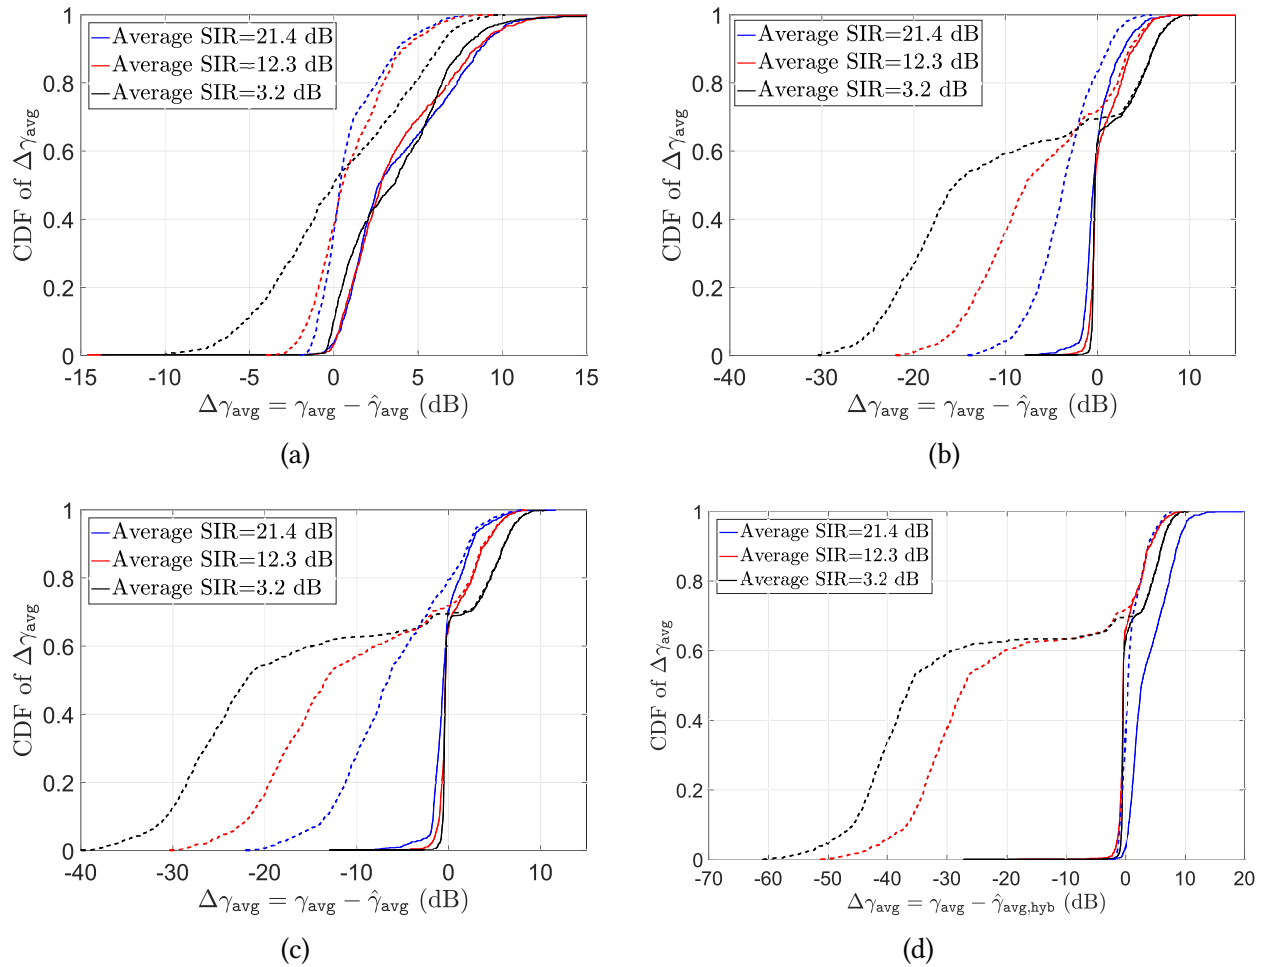 Average SIR=21.4 dB
Average SIR=12.3 dB
Average SIR=3.2 dB
CDF of Δγavg
1
0.8
0.6
0.4
0.2
0
-15 -10 -5 0 5 10 15
Δγavg = γavg − γ̂avg (dB)
(a)
Average SIR=21.4 dB
Average SIR=12.3 dB
Average SIR=3.2 dB
CDF of Δγavg
1
0.8
0.6
0.4
0.2
0
-40 -30 -20 -10 0 10
Δγavg = γavg − γ̂avg (dB)
(b)
Average SIR=21.4 dB
Average SIR=12.3 dB
Average SIR=3.2 dB
CDF of Δγavg
1
0.8
0.6
0.4
0.2
0
-40 -30 -20 -10 0 10
Δγavg = γavg − γ̂avg (dB)
(c)
Average SIR=21.4 dB
Average SIR=12.3 dB
Average SIR=3.2 dB
CDF of Δγavg
1
0.8
0.6
0.4
0.2
0
-70 -60 -50 -40 -30 -20 -10 0 10 20
Δγavg = γavg − γ̂avg,hyb (dB)
(d)